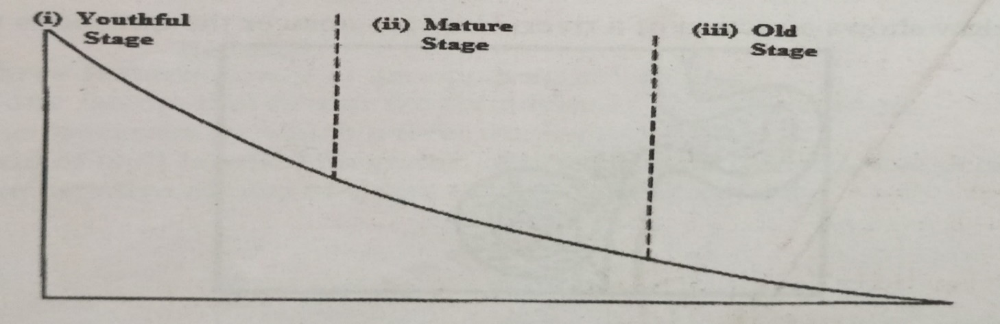 (i) Youthful
Stage
(ii) Mature
Stage
(iii) Old
Stage